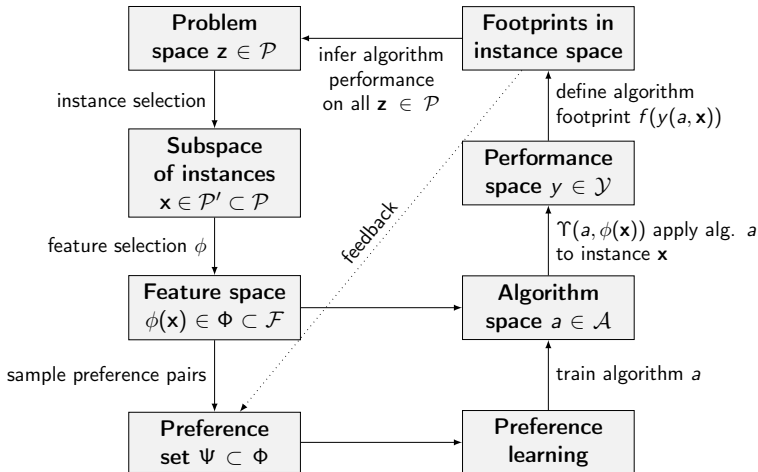 Problem
space z ∈ 𝒫
Footprints in
instance space
infer algorithm
performance
on all z ∈ 𝒫
instance selection
define algorithm
footprint f(y(a, x))
Subspace
of instances
x ∈ 𝒫′ ⊂ 𝒫
Performance
space y ∈ 𝒴
feedback
feature selection ϕ
ϒ(a, ϕ(x)) apply alg. a
to instance x
Feature space
ϕ(x) ∈ Φ ⊂ ℱ
Algorithm
space a ∈ 𝒜
sample preference pairs
train algorithm a
Preference
set Ψ ⊂ Φ
Preference
learning